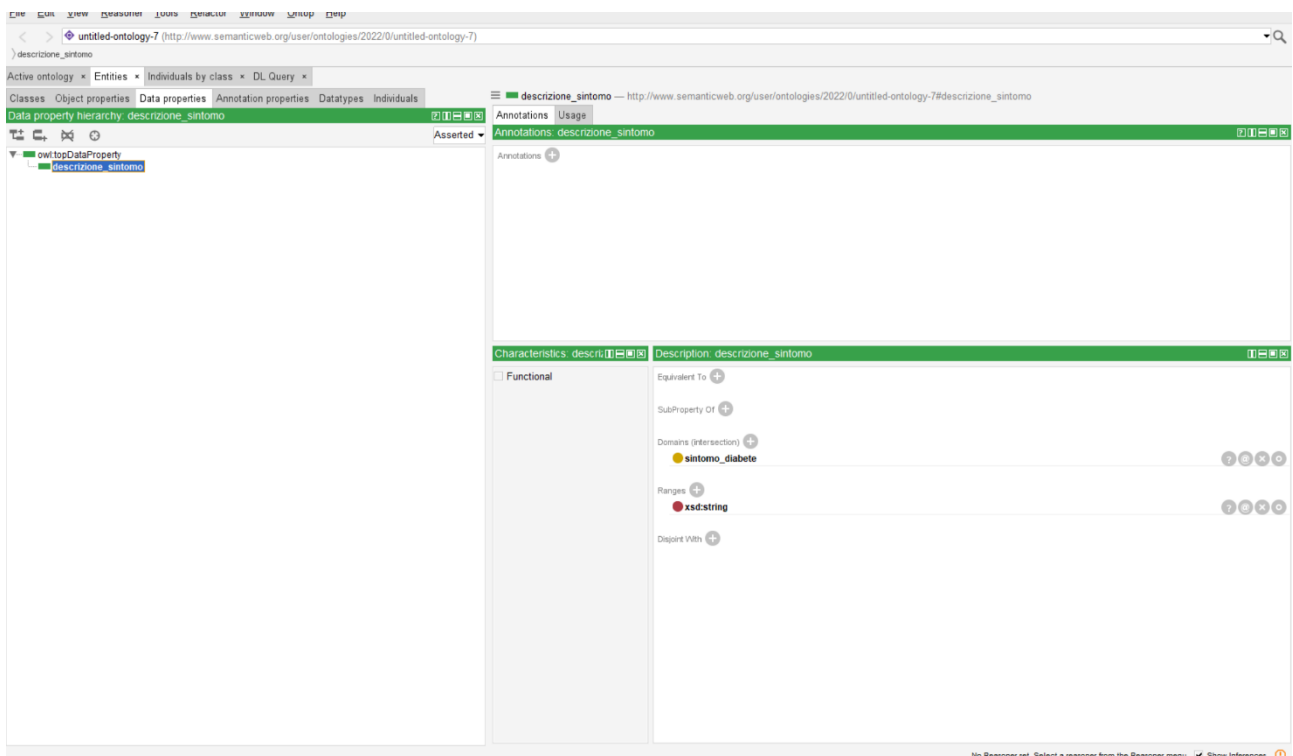 File Edit View Reasoner Tools Refactor Window Ontop Help
untitled-ontology-7 (http://www.semanticweb.org/user/ontologies/2022/0/untitled-ontology-7)
descrizione_sintomo
Active ontology × Entities × Individuals by class × DL Query ×
Classes Object properties Data properties Annotation properties Datatypes Individuals
Data property hierarchy: descrizione_sintomo
Asserted
owl:topDataProperty
descrizione_sintomo
descrizione_sintomo — http://www.semanticweb.org/user/ontologies/2022/0/untitled-ontology-7#descrizione_sintomo
Annotations Usage
Annotations: descrizione_sintomo
Annotations
Characteristics: descri
Functional
Description: descrizione_sintomo
Equivalent To
SubProperty Of
Domains (intersection)
sintomo_diabete
Ranges
xsd:string
Disjoint With
No Reasoner set. Select a reasoner from the Reasoner menu Show Inferences